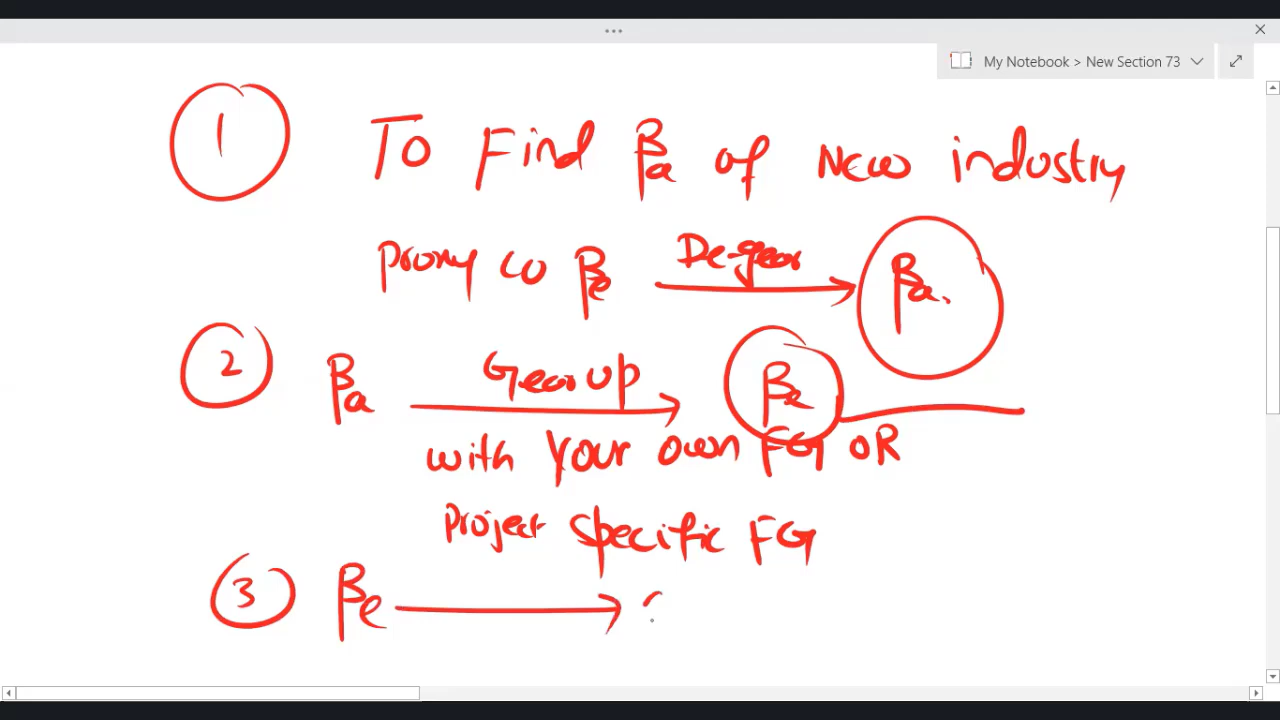 ...
My Notebook > New Section 73
1 To Find βa of New industry
proxy co βe De-gear βa.
2 βa Gear up βe
with Your own FG OR
Project specific FG
3 βe